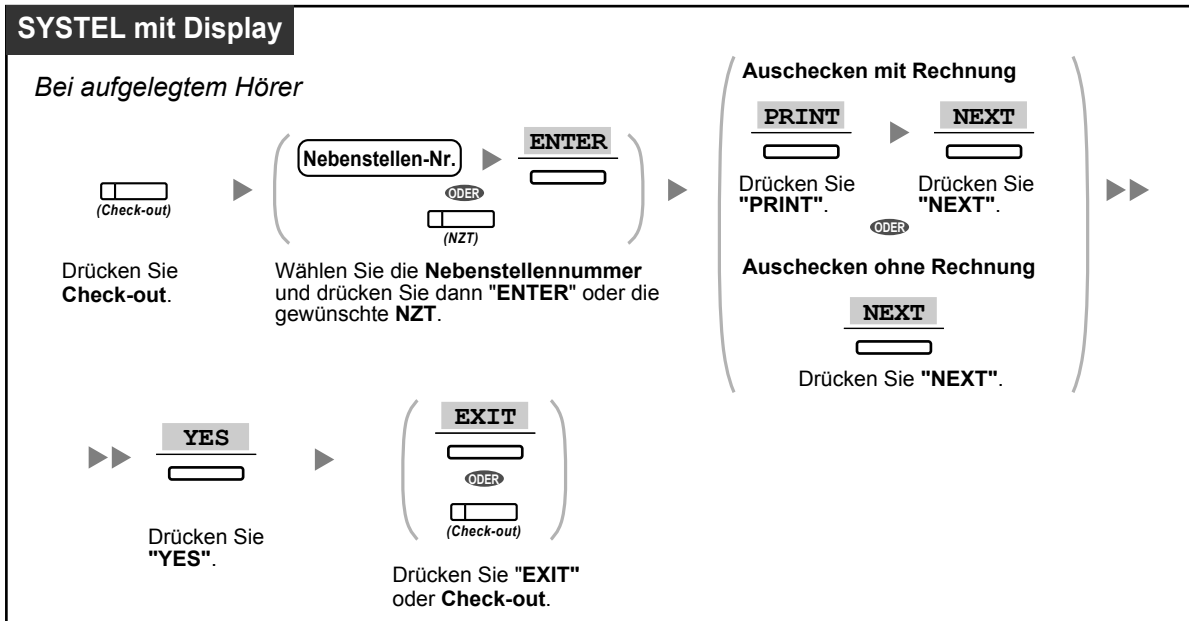 SYSTEL mit Display
Bei aufgelegtem Hörer
(Check-out)
Drücken Sie
Check-out.
Nebenstellen-Nr.
ENTER
ODER
(NZT)
Wählen Sie die Nebenstellennummer
und drücken Sie dann "ENTER" oder die
gewünschte NZT.
Auschecken mit Rechnung
PRINT
NEXT
Drücken Sie
"PRINT".
Drücken Sie
"NEXT".
ODER
Auschecken ohne Rechnung
NEXT
Drücken Sie "NEXT".
YES
Drücken Sie
"YES".
EXIT
ODER
(Check-out)
Drücken Sie "EXIT"
oder Check-out.